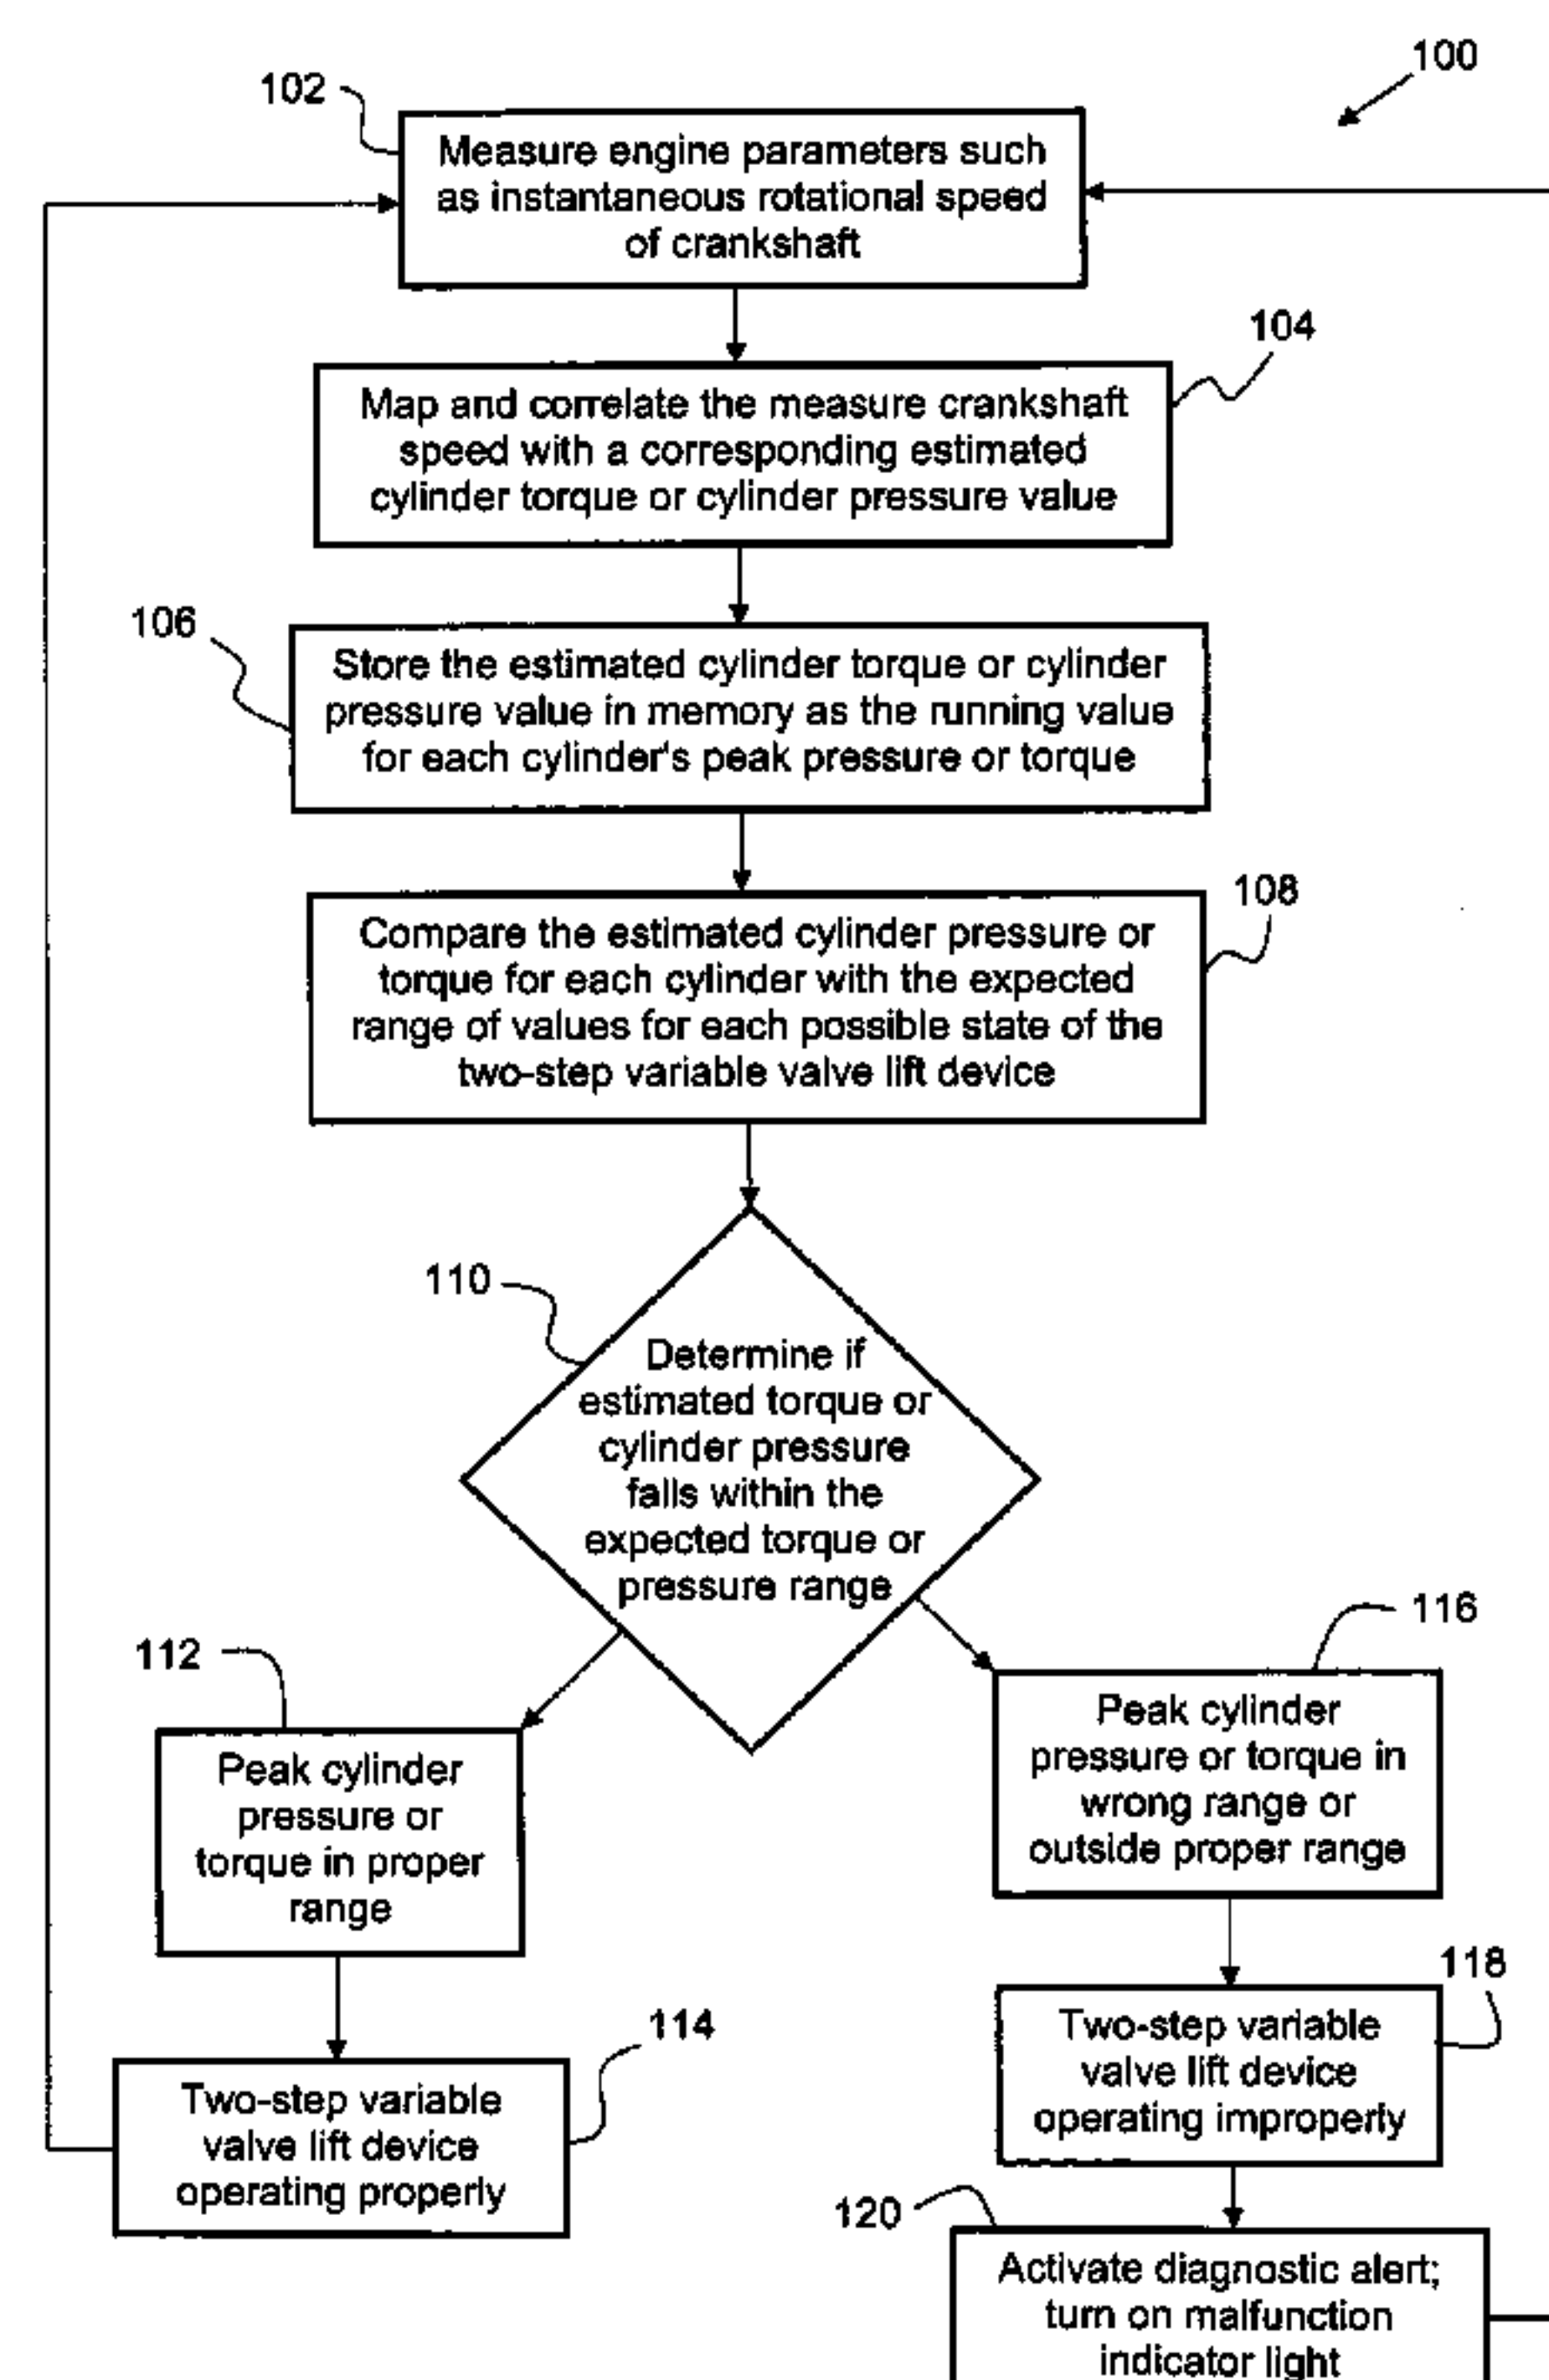 100
102
Measure engine parameters such
as instantaneous rotational speed
of crankshaft
104
Map and correlate the measure crankshaft
speed with a corresponding estimated
cylinder torque or cylinder pressure value
106
Store the estimated cylinder torque or cylinder
pressure value in memory as the running value
for each cylinder's peak pressure or torque
108
Compare the estimated cylinder pressure or
torque for each cylinder with the expected
range of values for each possible state of the
two-step variable valve lift device
110
Determine if
estimated torque or
cylinder pressure
falls within the
expected torque or
pressure range
112
Peak cylinder
pressure or
torque in proper
range
114
Two-step variable
valve lift device
operating properly
116
Peak cylinder
pressure or torque in
wrong range or
outside proper range
118
Two-step variable
valve lift device
operating improperly
120
Activate diagnostic alert;
turn on malfunction
indicator light